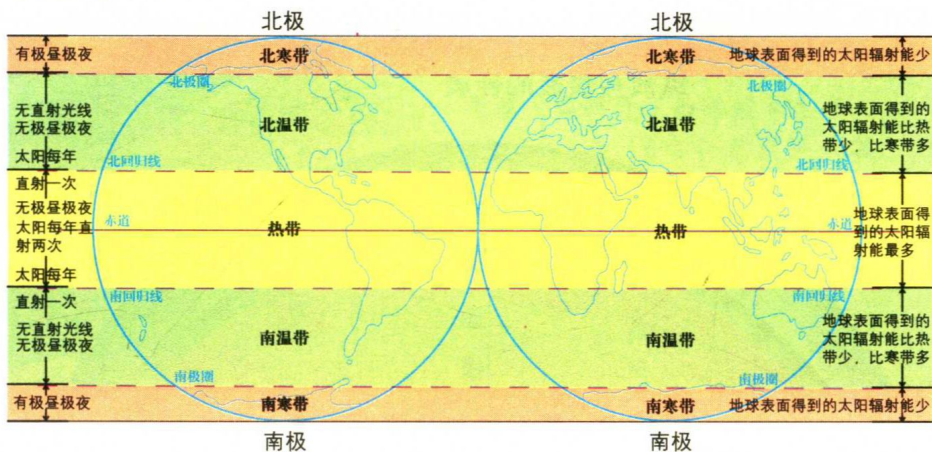 北极
北极
有极昼极夜
北寒带
北寒带
地球表面得到的太阳辐射能少
北极圈
北极圈
无直射光线
无极昼极夜
北温带
北温带
地球表面得到的
太阳辐射能比热
带少，比寒带多
太阳每年
直射一次
北回归线
北回归线
无极昼极夜
太阳每年直
射两次
赤道
热带
热带
赤道
地球表面得
到的太阳辐
射能最多
太阳每年
直射一次
南回归线
南回归线
无直射光线
无极昼极夜
南温带
南温带
地球表面得到的
太阳辐射能比热
带少，比寒带多
南极圈
南极圈
有极昼极夜
南寒带
南寒带
地球表面得到的太阳辐射能少
南极
南极